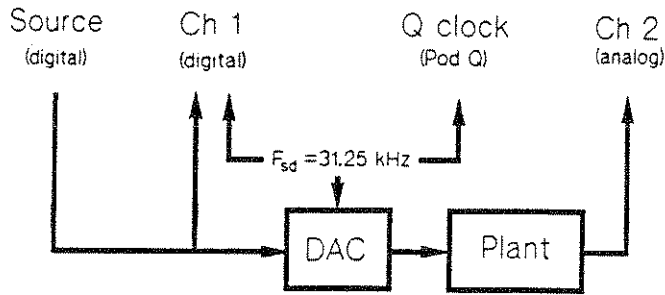 Source Ch 1 Q clock Ch 2
(digital) (digital) (Pod Q) (analog)
F_sd = 31.25 kHz
DAC Plant